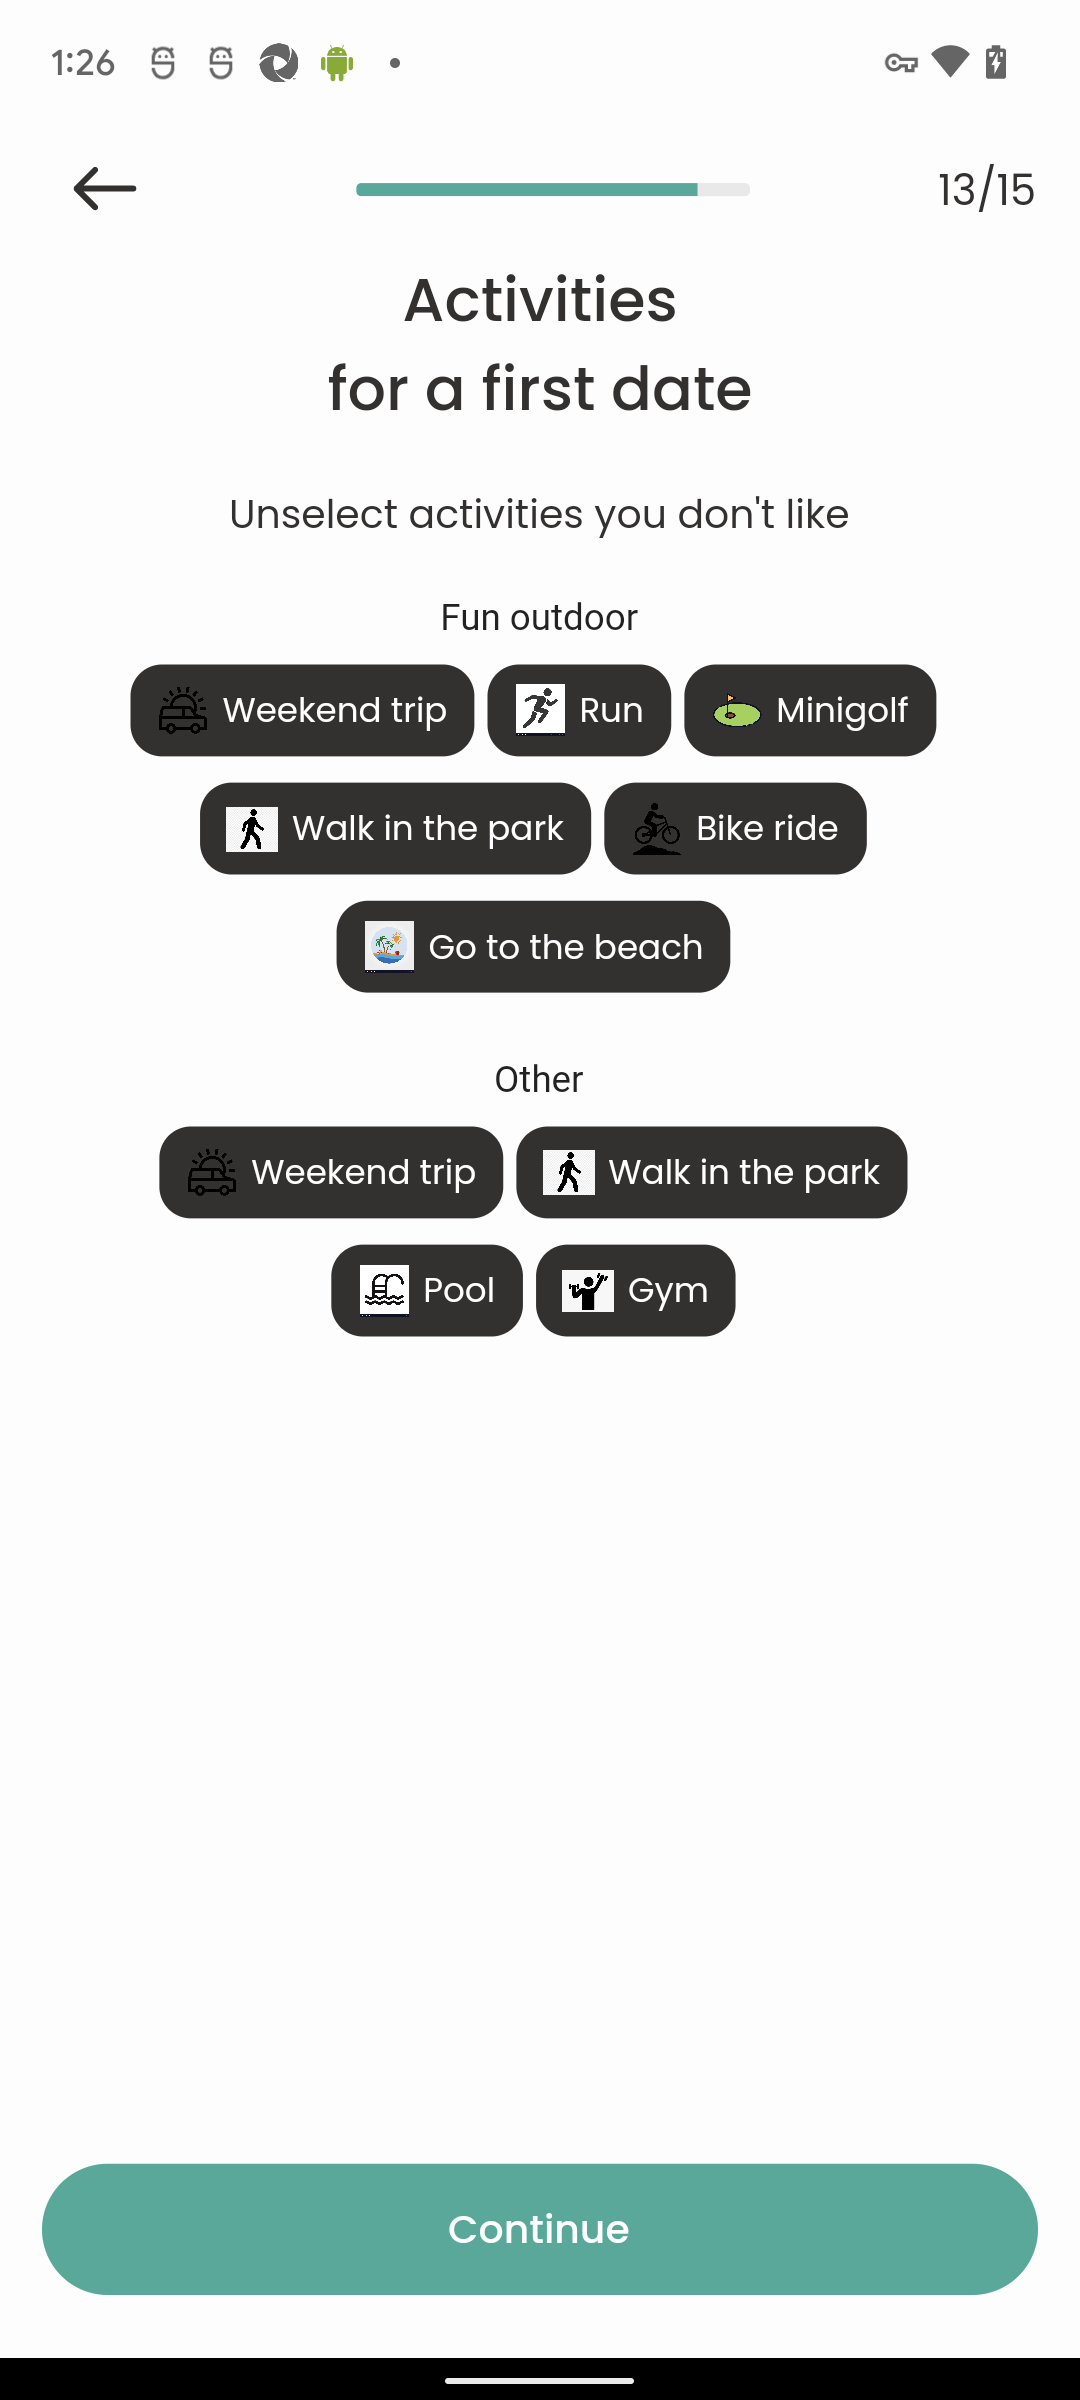 1:26
13/15
Activities
for a first date
Unselect activities you don't like
Fun outdoor
Weekend trip Run Minigolf
Walk in the park Bike ride
Go to the beach
Other
Weekend trip Walk in the park
Pool Gym
Continue